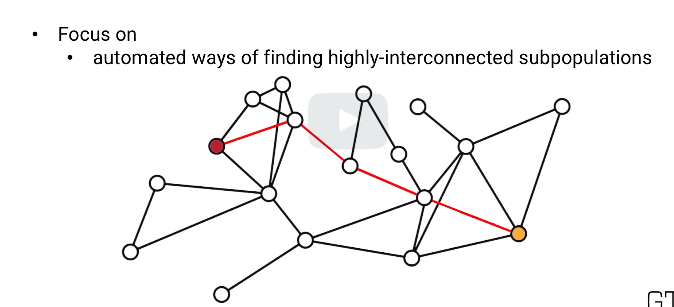 • Focus on
• automated ways of finding highly-interconnected subpopulations